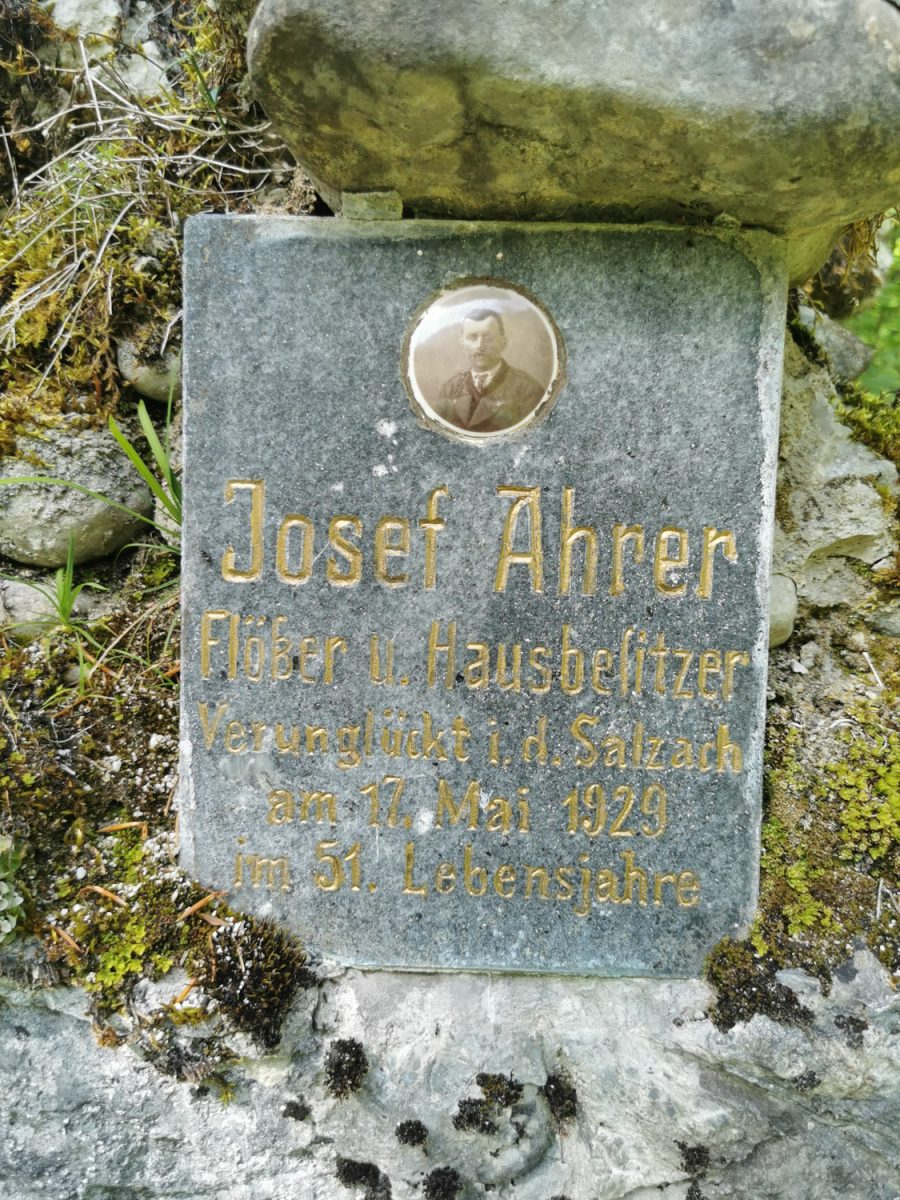 Josef Ahrer
Flößer u. Hausbesitzer
Verunglückt i. d. Salzach
am 17. Mai 1929
im 51. Lebensjahre